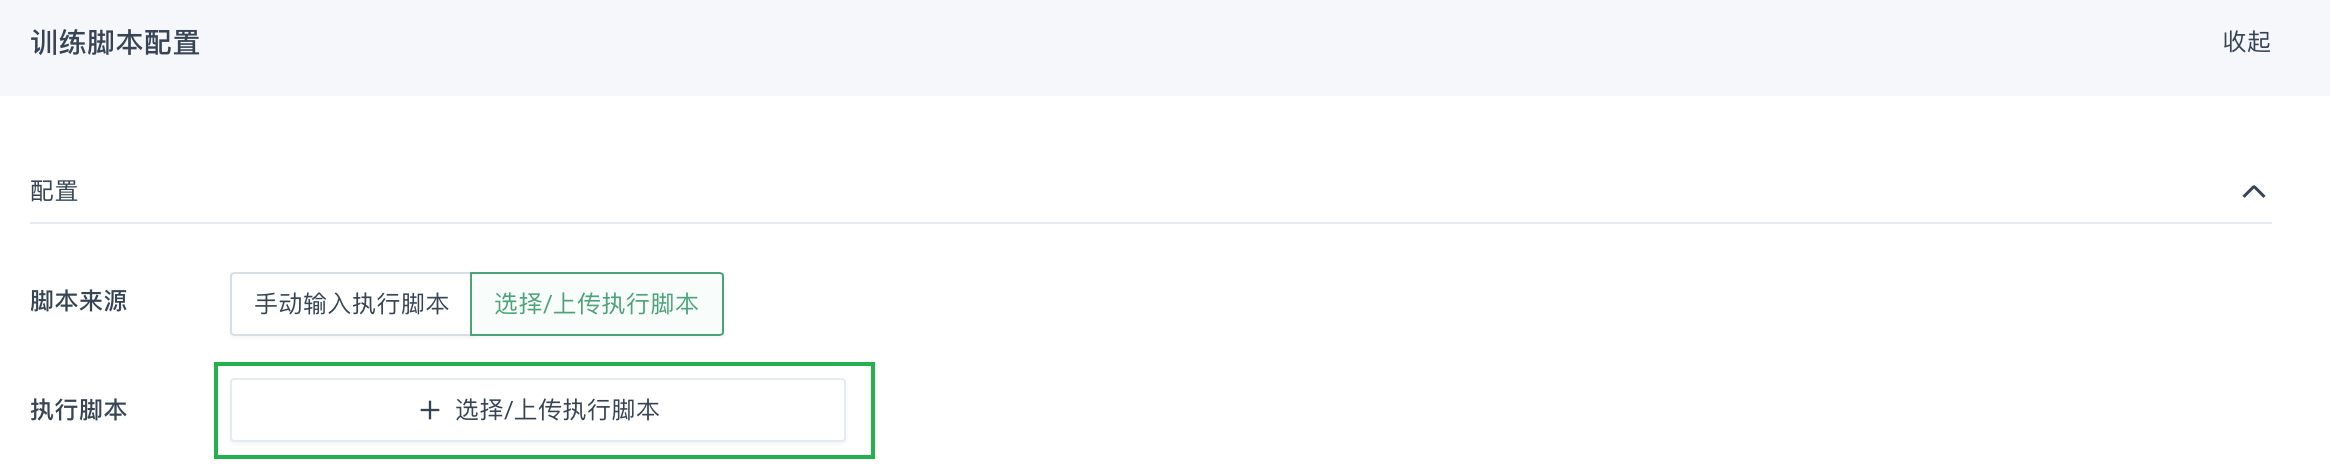 训练脚本配置
收起
配置
脚本来源
手动输入执行脚本
选择/上传执行脚本
执行脚本
+ 选择/上传执行脚本